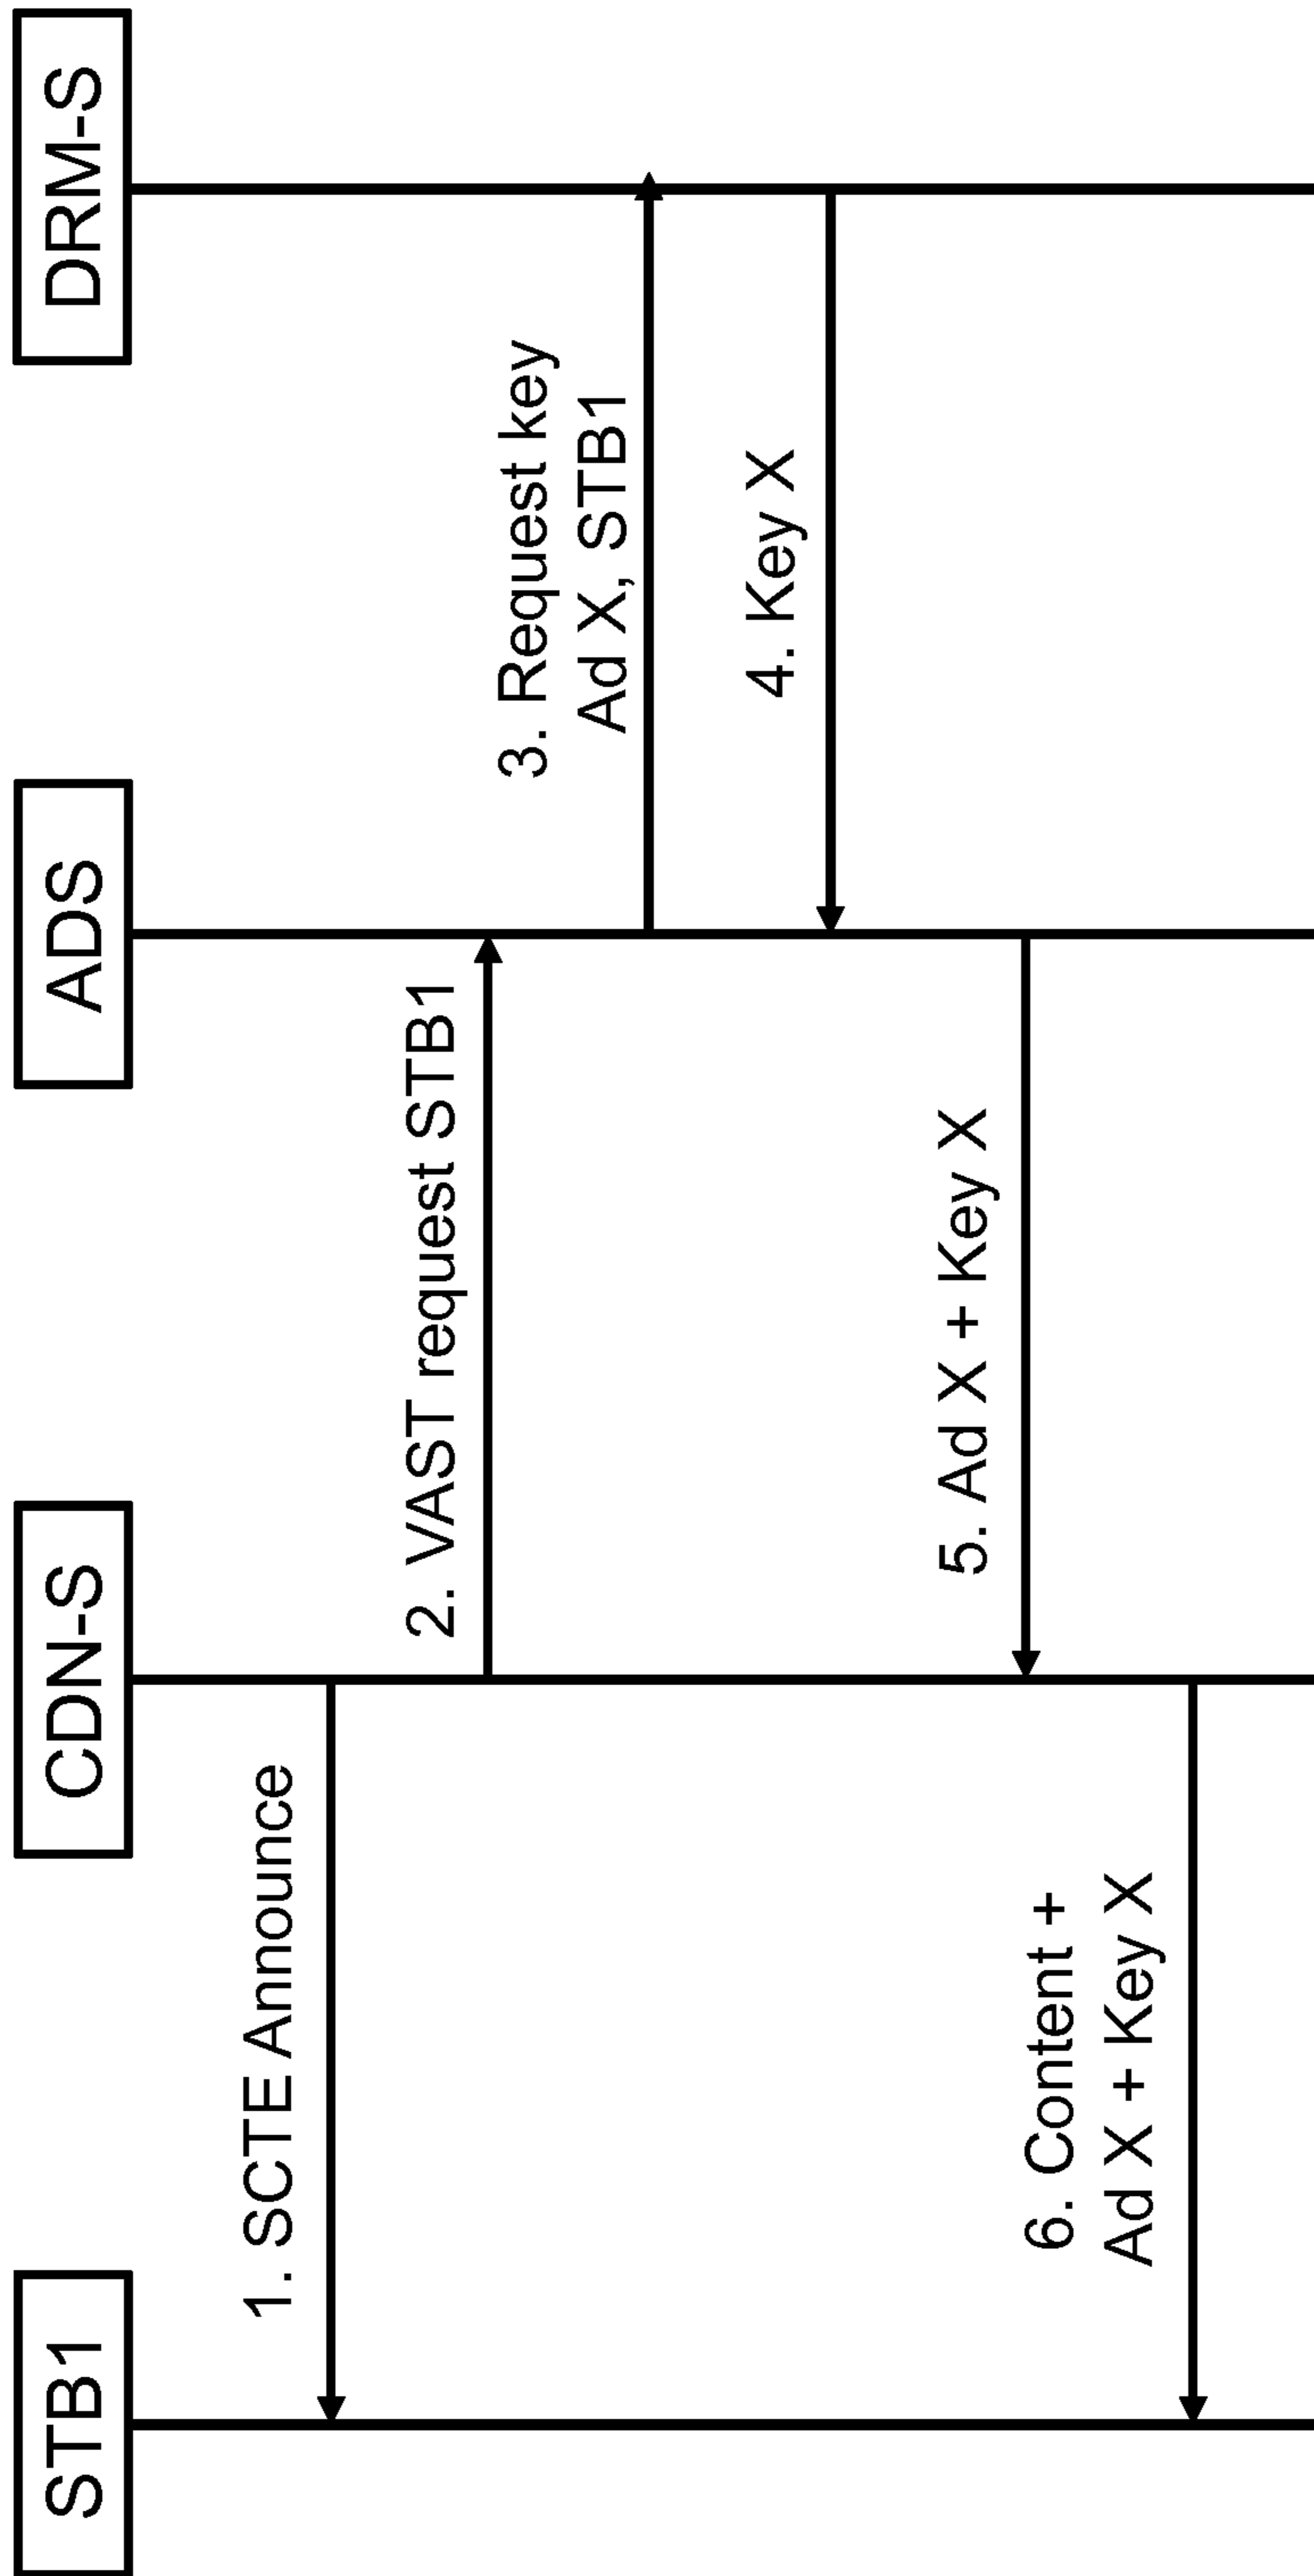 STB1
CDN-S
ADS
DRM-S
1. SCTE Announce
2. VAST request STB1
3. Request key
Ad X, STB1
4. Key X
5. Ad X + Key X
6. Content +
Ad X + Key X